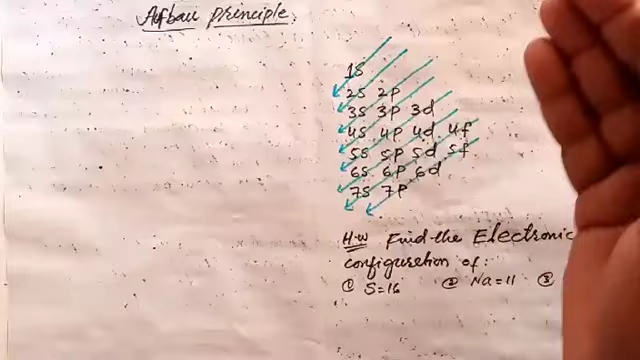 Aufbau principle.
1S
2S 2P
3S 3P 3d
4S 4P 4d 4f
5S 5P 5d 5f
6S 6P 6d
7S 7P
H.W Find the Electronic
configuration of:
① S=16 ② Na=11 ③